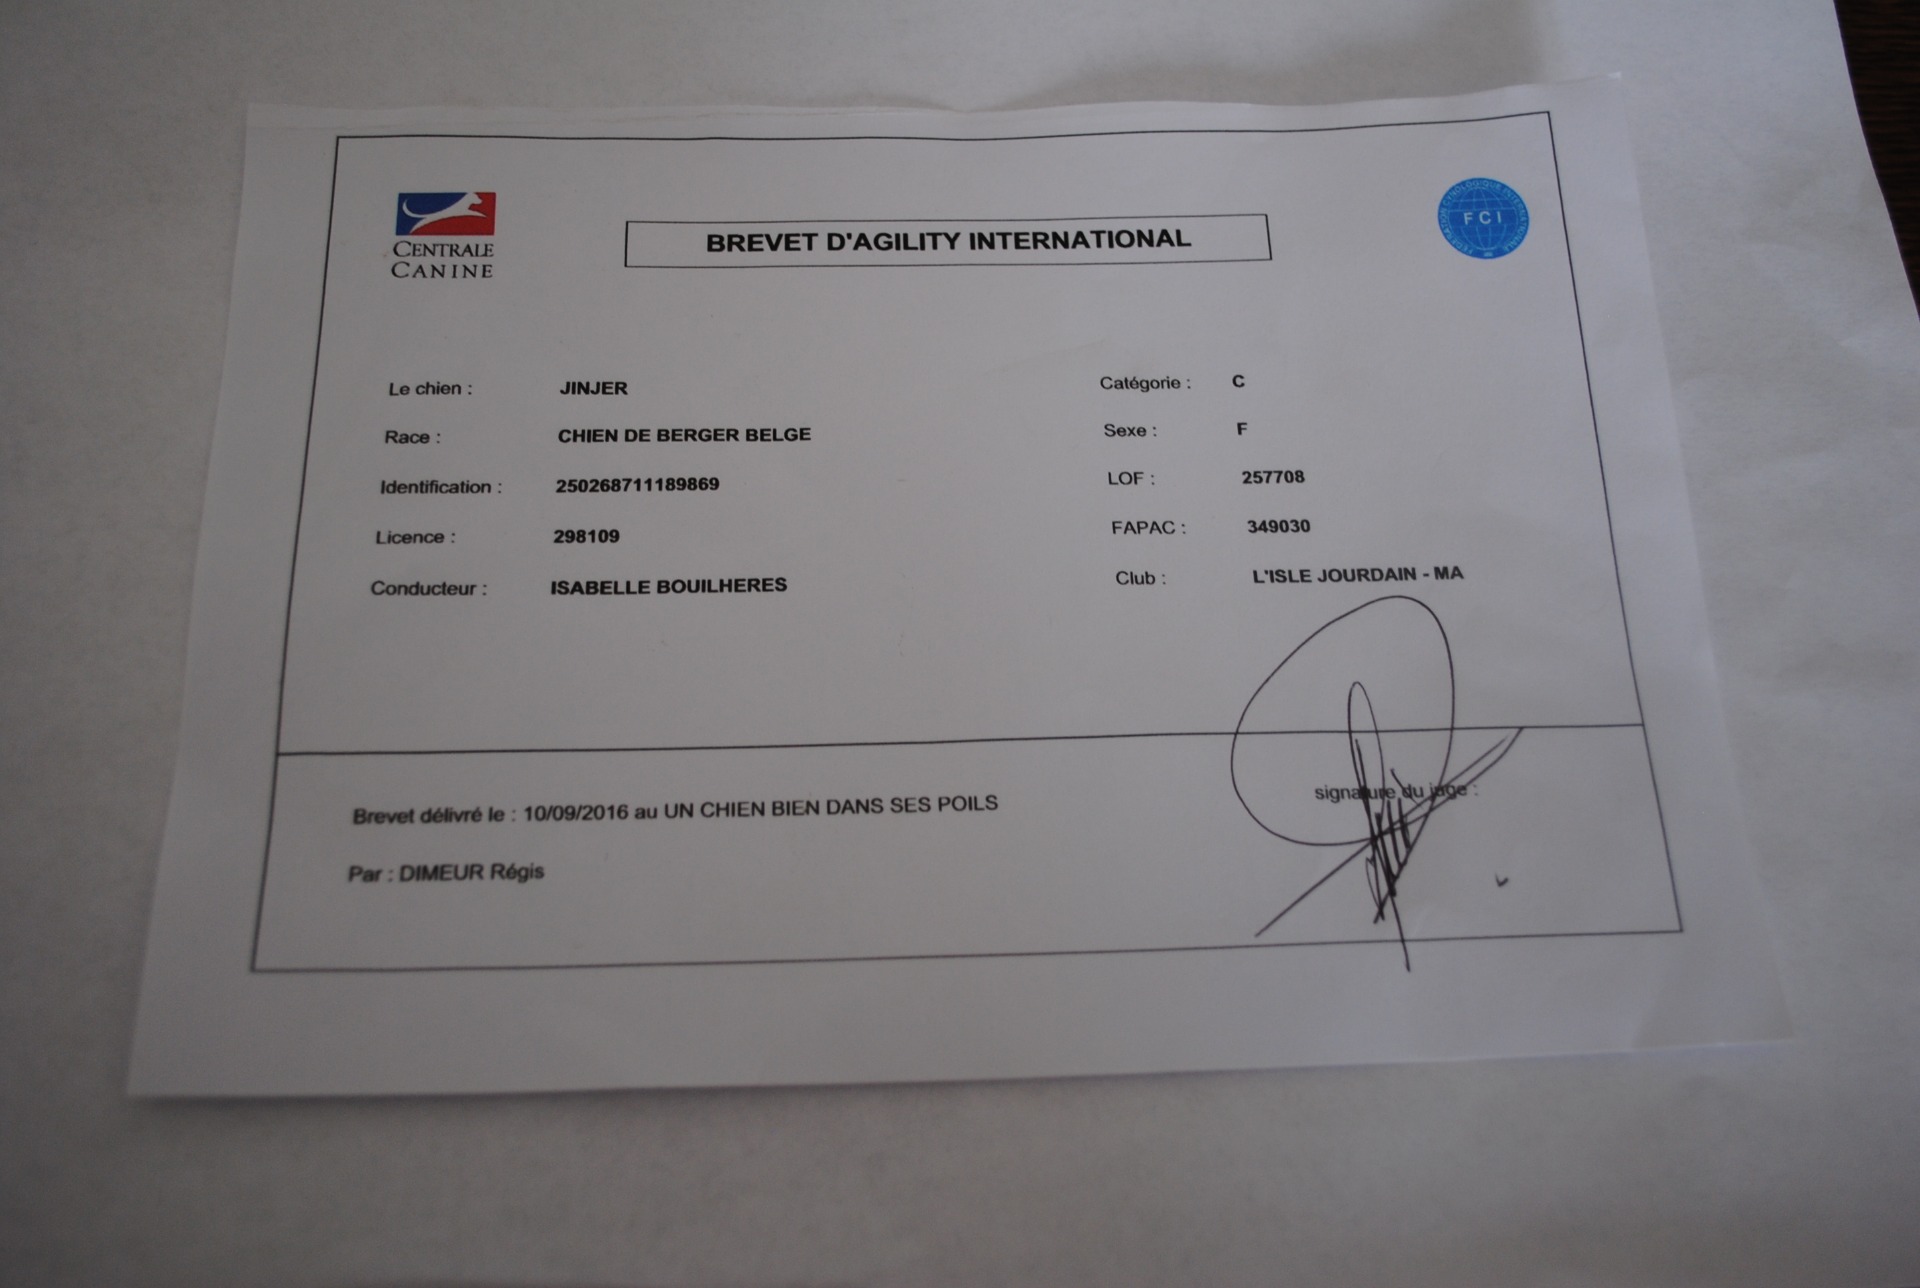 CENTRALE
CANINE
BREVET D'AGILITY INTERNATIONAL
FCI
Le chien : JINJER
Catégorie : C
Race : CHIEN DE BERGER BELGE
Sexe : F
Identification : 250268711189869
LOF : 257708
Licence : 298109
FAPAC : 349030
Conducteur : ISABELLE BOUILHERES
Club : L'ISLE JOURDAIN - MA
Brevet délivré le : 10/09/2016 au UN CHIEN BIEN DANS SES POILS
signature du juge :
Par : DIMEUR Régis